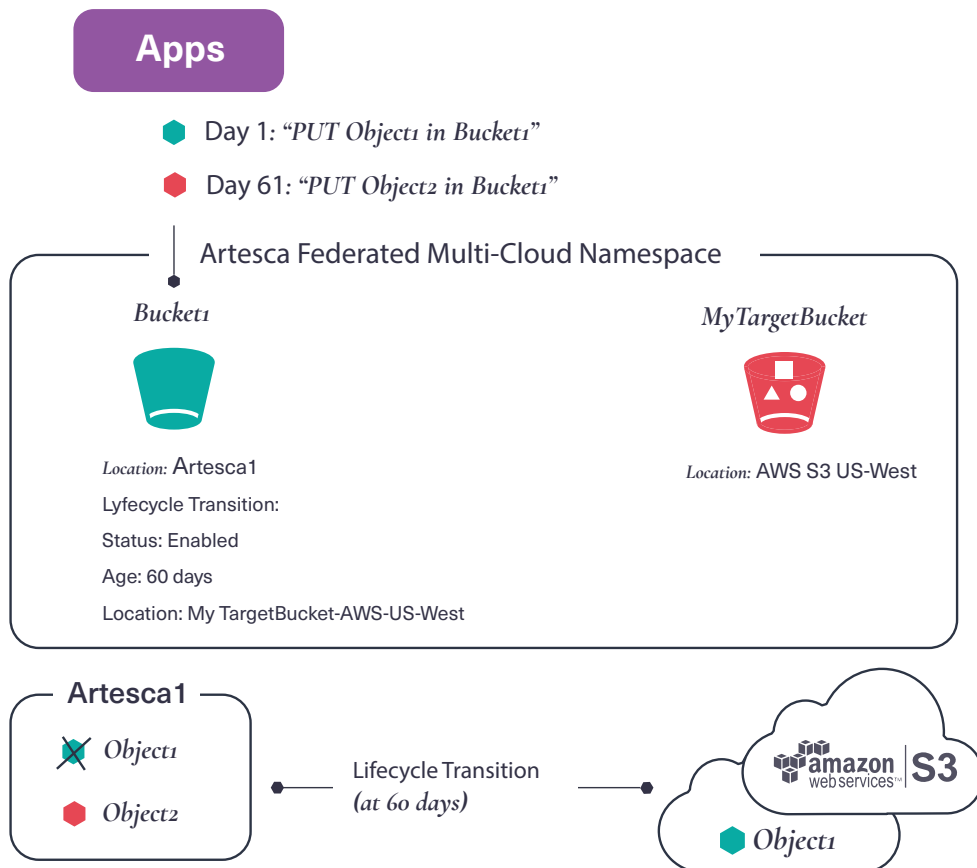 Apps
Day 1: “PUT Object1 in Bucket1”
Day 61: “PUT Object2 in Bucket1”
Artesca Federated Multi-Cloud Namespace
Bucket1
MyTargetBucket
Location: Artesca1
Lyfecycle Transition:
Status: Enabled
Age: 60 days
Location: My TargetBucket-AWS-US-West
Location: AWS S3 US-West
Artesca1
Object1
Object2
Lifecycle Transition
(at 60 days)
amazon
webservices™
S3
Object1